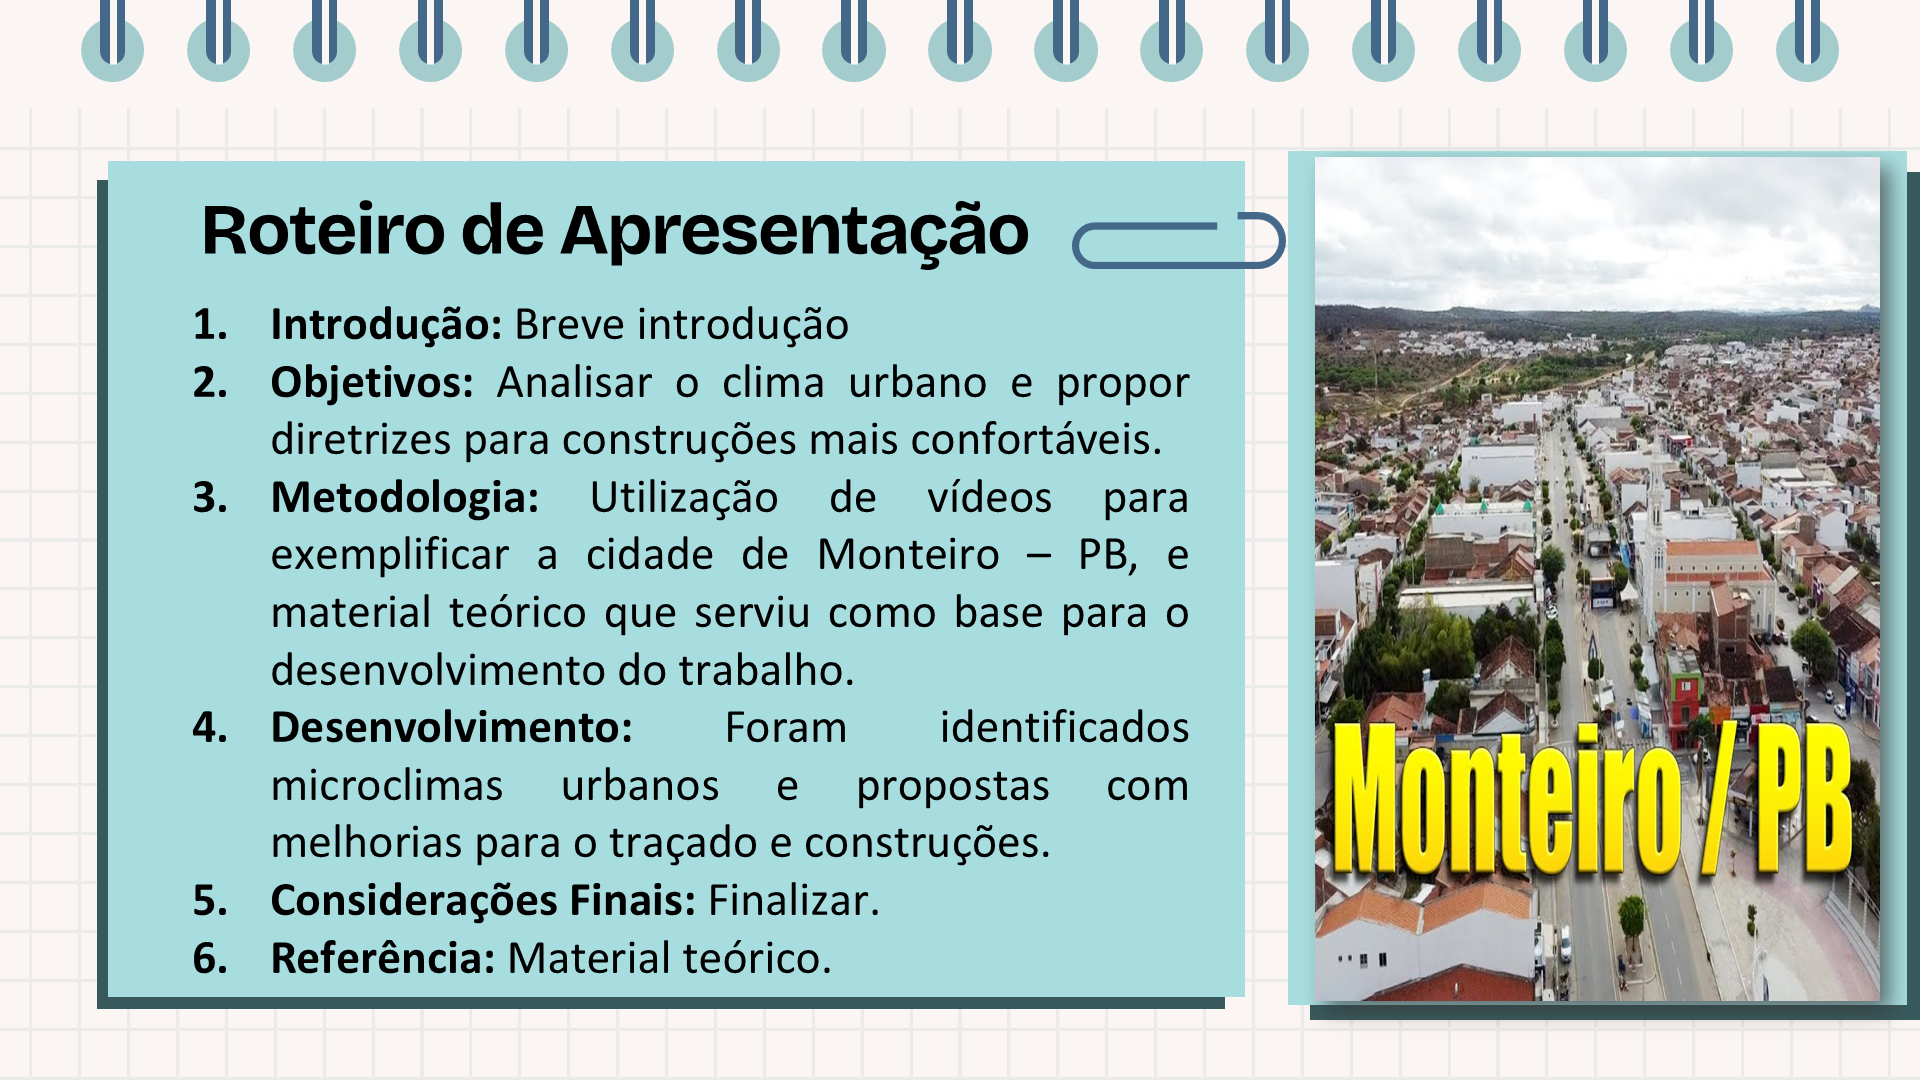 Roteiro de Apresentação
1. Introdução: Breve introdução
2. Objetivos: Analisar o clima urbano e propor
diretrizes para construções mais confortáveis.
3. Metodologia: Utilização de vídeos para
exemplificar a cidade de Monteiro – PB, e
material teórico que serviu como base para o
desenvolvimento do trabalho.
4. Desenvolvimento: Foram identificados
microclimas urbanos e propostas com
melhorias para o traçado e construções.
5. Considerações Finais: Finalizar.
6. Referência: Material teórico.
Monteiro / PB